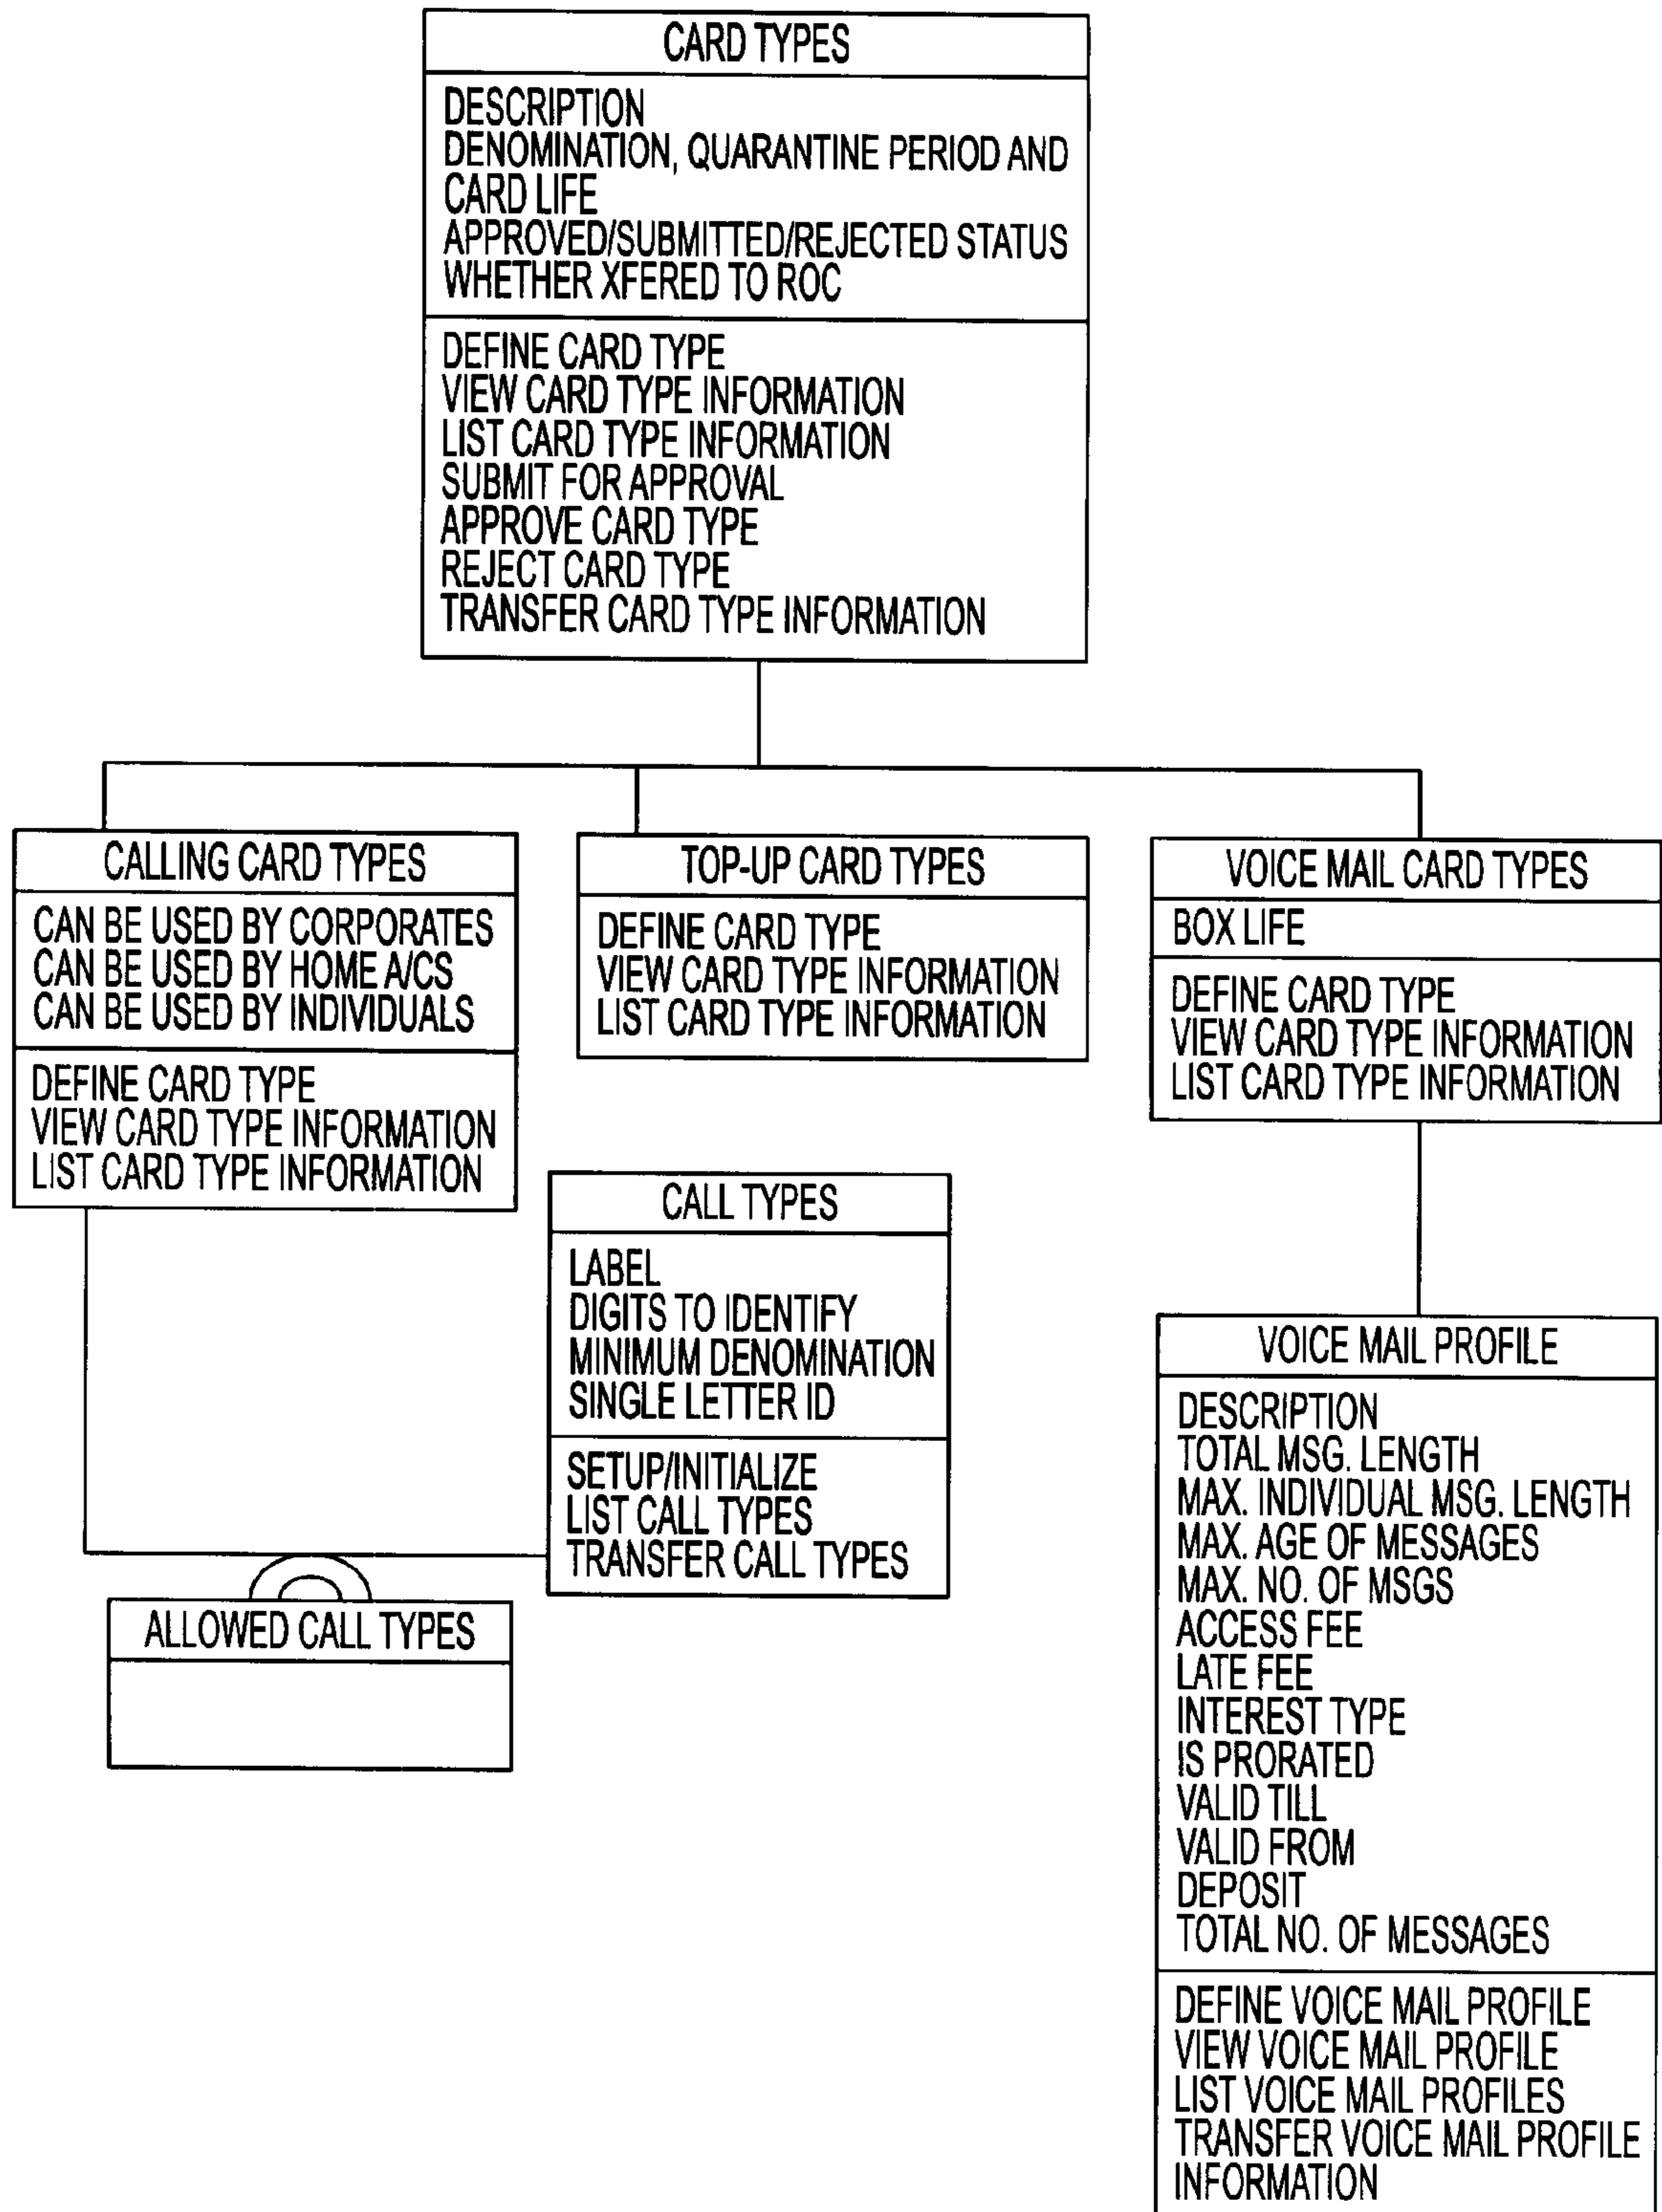 CARD TYPES
DESCRIPTION
DENOMINATION, QUARANTINE PERIOD AND
CARD LIFE
APPROVED/SUBMITTED/REJECTED STATUS
WHETHER XFERED TO ROC
DEFINE CARD TYPE
VIEW CARD TYPE INFORMATION
LIST CARD TYPE INFORMATION
SUBMIT FOR APPROVAL
APPROVE CARD TYPE
REJECT CARD TYPE
TRANSFER CARD TYPE INFORMATION
CALLING CARD TYPES
CAN BE USED BY CORPORATES
CAN BE USED BY HOME A/CS
CAN BE USED BY INDIVIDUALS
DEFINE CARD TYPE
VIEW CARD TYPE INFORMATION
LIST CARD TYPE INFORMATION
TOP-UP CARD TYPES
DEFINE CARD TYPE
VIEW CARD TYPE INFORMATION
LIST CARD TYPE INFORMATION
VOICE MAIL CARD TYPES
BOX LIFE
DEFINE CARD TYPE
VIEW CARD TYPE INFORMATION
LIST CARD TYPE INFORMATION
CALL TYPES
LABEL
DIGITS TO IDENTIFY
MINIMUM DENOMINATION
SINGLE LETTER ID
SETUP/INITIALIZE
LIST CALL TYPES
TRANSFER CALL TYPES
ALLOWED CALL TYPES
VOICE MAIL PROFILE
DESCRIPTION
TOTAL MSG. LENGTH
MAX. INDIVIDUAL MSG. LENGTH
MAX. AGE OF MESSAGES
MAX. NO. OF MSGS
ACCESS FEE
LATE FEE
INTEREST TYPE
IS PRORATED
VALID TILL
VALID FROM
DEPOSIT
TOTAL NO. OF MESSAGES
DEFINE VOICE MAIL PROFILE
VIEW VOICE MAIL PROFILE
LIST VOICE MAIL PROFILES
TRANSFER VOICE MAIL PROFILE
INFORMATION